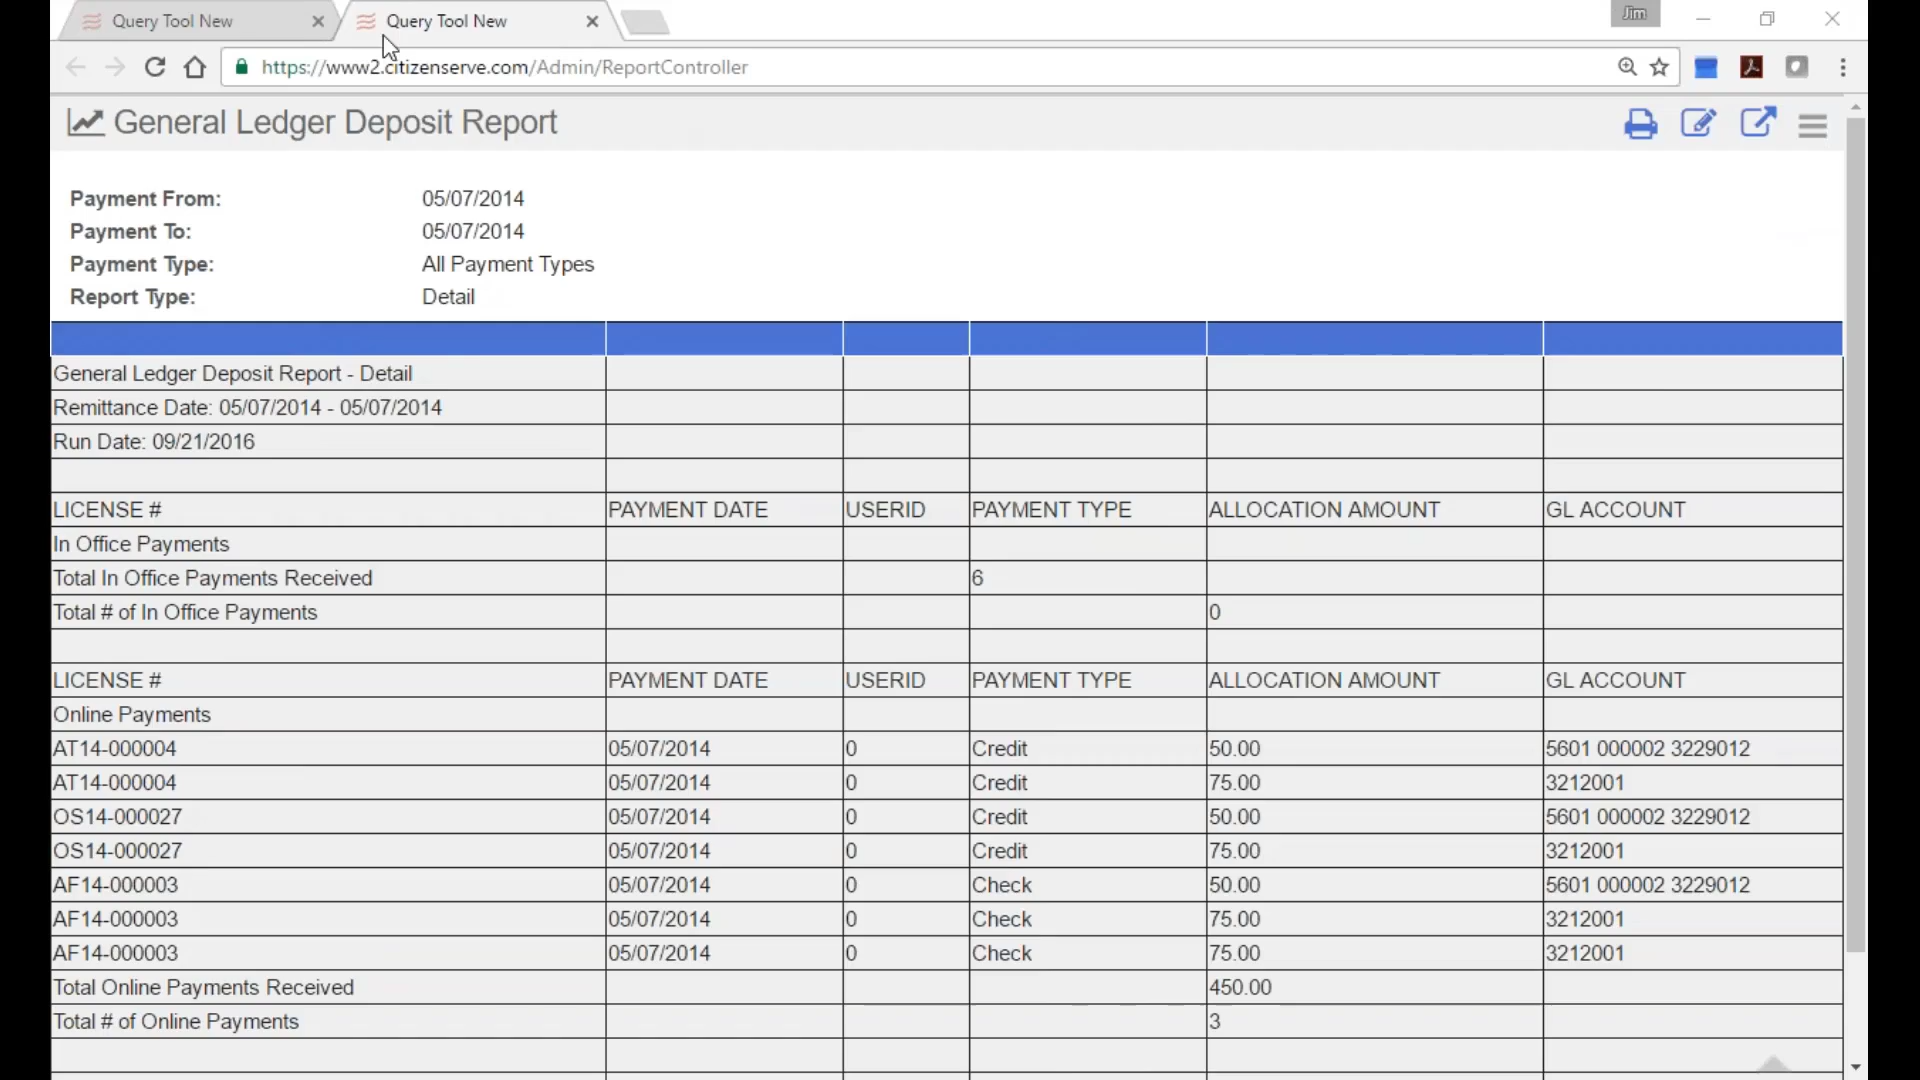 Query Tool New
Query Tool New
Jim
https://www2.citizenserve.com/Admin/ReportController
General Ledger Deposit Report
Payment From: 05/07/2014
Payment To: 05/07/2014
Payment Type: All Payment Types
Report Type: Detail
General Ledger Deposit Report - Detail
Remittance Date: 05/07/2014 - 05/07/2014
Run Date: 09/21/2016
LICENSE # PAYMENT DATE USERID PAYMENT TYPE ALLOCATION AMOUNT GL ACCOUNT
In Office Payments
Total In Office Payments Received 6
Total # of In Office Payments 0
LICENSE # PAYMENT DATE USERID PAYMENT TYPE ALLOCATION AMOUNT GL ACCOUNT
Online Payments
AT14-000004 05/07/2014 0 Credit 50.00 5601 000002 3229012
AT14-000004 05/07/2014 0 Credit 75.00 3212001
OS14-000027 05/07/2014 0 Credit 50.00 5601 000002 3229012
OS14-000027 05/07/2014 0 Credit 75.00 3212001
AF14-000003 05/07/2014 0 Check 50.00 5601 000002 3229012
AF14-000003 05/07/2014 0 Check 75.00 3212001
AF14-000003 05/07/2014 0 Check 75.00 3212001
Total Online Payments Received 450.00
Total # of Online Payments 3